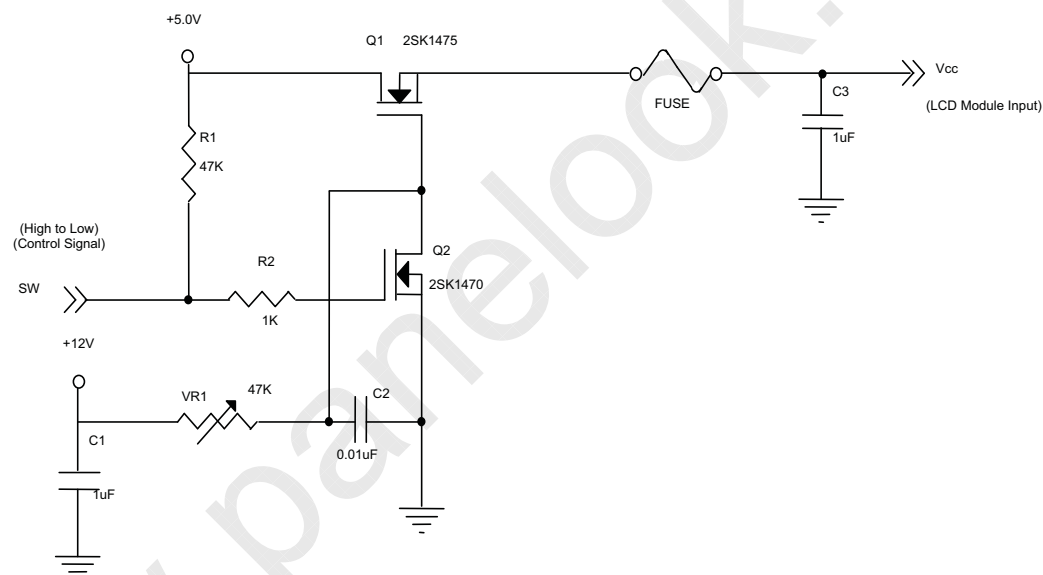 +5.0V
Q1 2SK1475
Vcc
FUSE
C3
(LCD Module Input)
1uF
R1
47K
(High to Low)
(Control Signal)
SW
R2
1K
Q2
2SK1470
+12V
VR1
47K
C2
C1
0.01uF
1uF
panelook.